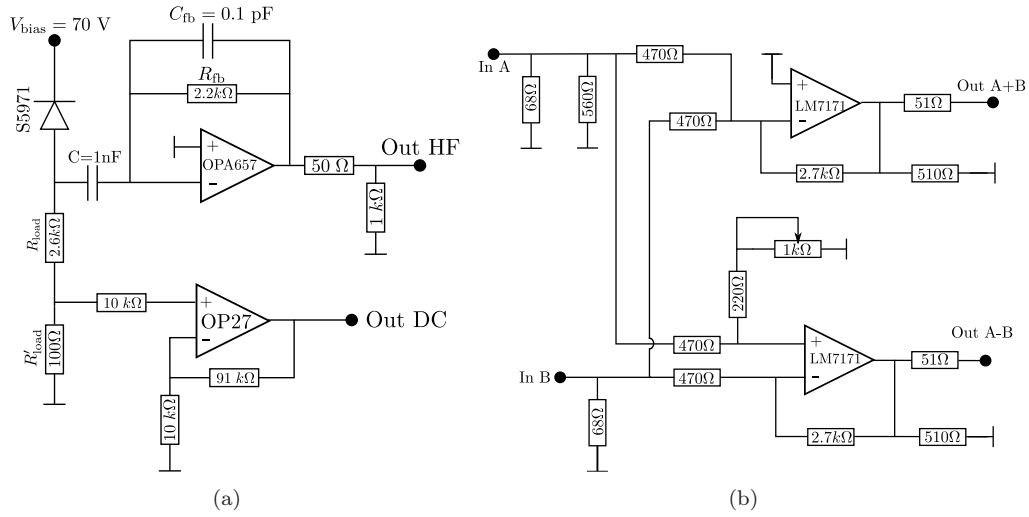 V_bias = 70 V
C_fb = 0.1 pF
R_fb
2.2kΩ
S5971
C=1nF
+
OPA657
−
50 Ω
Out HF
1 kΩ
R_load
2.6kΩ
10 kΩ
+
OP27
−
Out DC
R′_load
100Ω
91 kΩ
10 kΩ
(a)
In A
68Ω
560Ω
470Ω
470Ω
+
LM7171
-
Out A+B
51Ω
2.7kΩ
510Ω
1kΩ
220Ω
470Ω
+
LM7171
-
Out A-B
51Ω
In B
470Ω
68Ω
2.7kΩ
510Ω
(b)